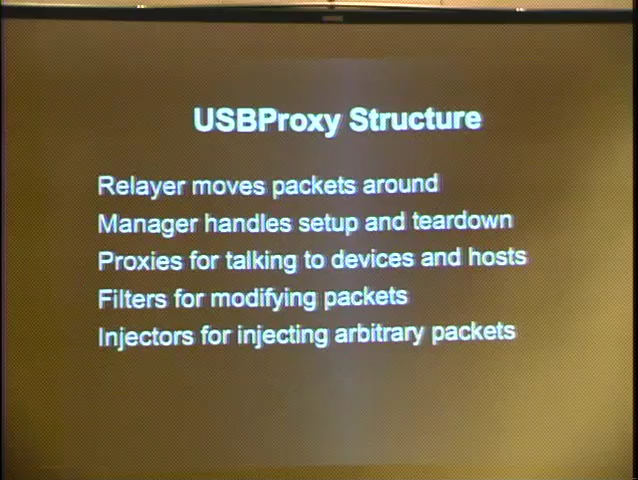 USBProxy Structure
Relayer moves packets around
Manager handles setup and teardown
Proxies for talking to devices and hosts
Filters for modifying packets
Injectors for injecting arbitrary packets